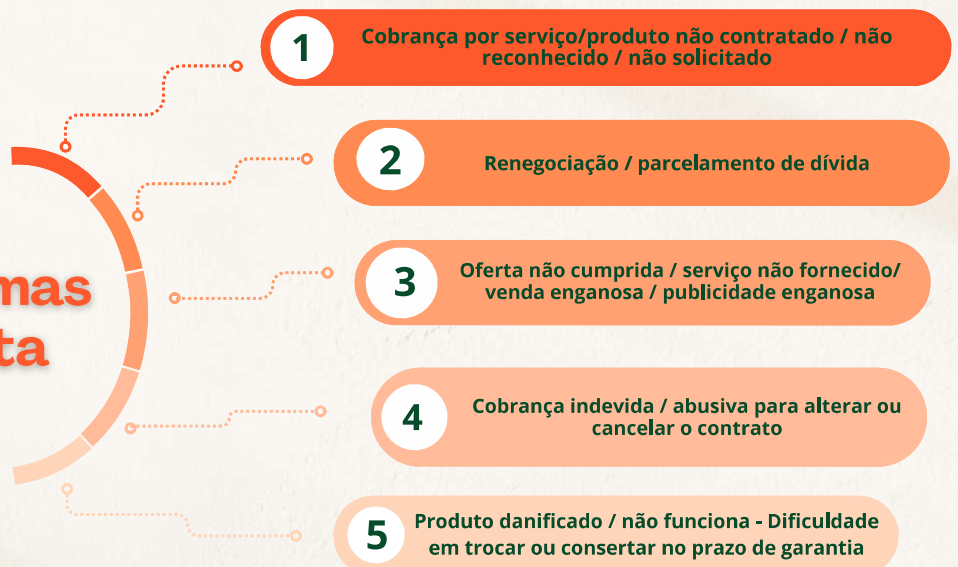 1
Cobrança por serviço/produto não contratado / não
reconhecido / não solicitado
2
Renegociação / parcelamento de dívida
3
Oferta não cumprida / serviço não fornecido/
venda enganosa / publicidade enganosa
mas
ta
4
Cobrança indevida / abusiva para alterar ou
cancelar o contrato
5
Produto danificado / não funciona - Dificuldade
em trocar ou consertar no prazo de garantia